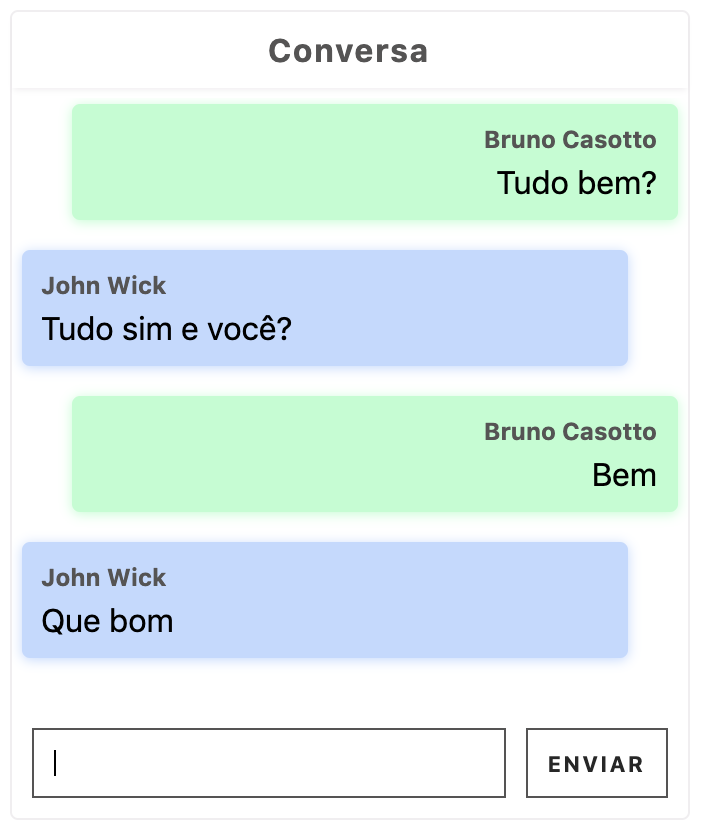 Conversa
Bruno Casotto
Tudo bem?
John Wick
Tudo sim e você?
Bruno Casotto
Bem
John Wick
Que bom
ENVIAR